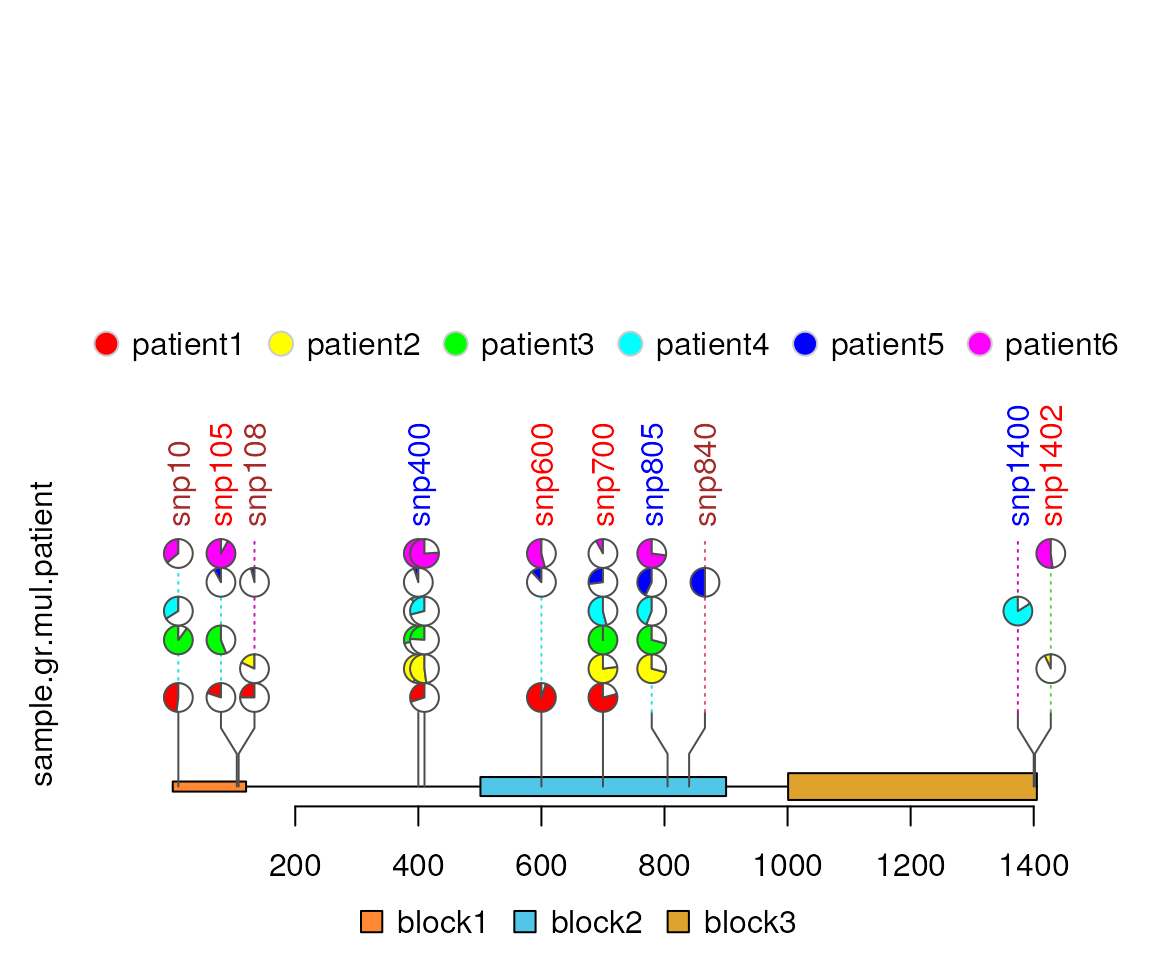 patient1 patient2 patient3 patient4 patient5 patient6
snp10
snp105
snp108
snp400
snp600
snp700
snp805
snp840
snp1400
snp1402
sample.gr.mul.patient
200 400 600 800 1000 1200 1400
block1 block2 block3